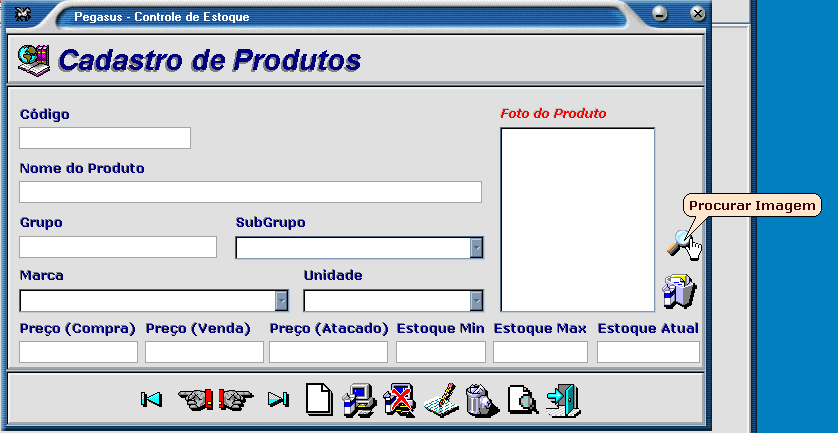 Pegasus - Controle de Estoque
Cadastro de Produtos
Código
Foto do Produto
Nome do Produto
Procurar Imagem
Grupo
SubGrupo
Marca
Unidade
Preço (Compra) Preço (Venda) Preço (Atacado) Estoque Min Estoque Max Estoque Atual